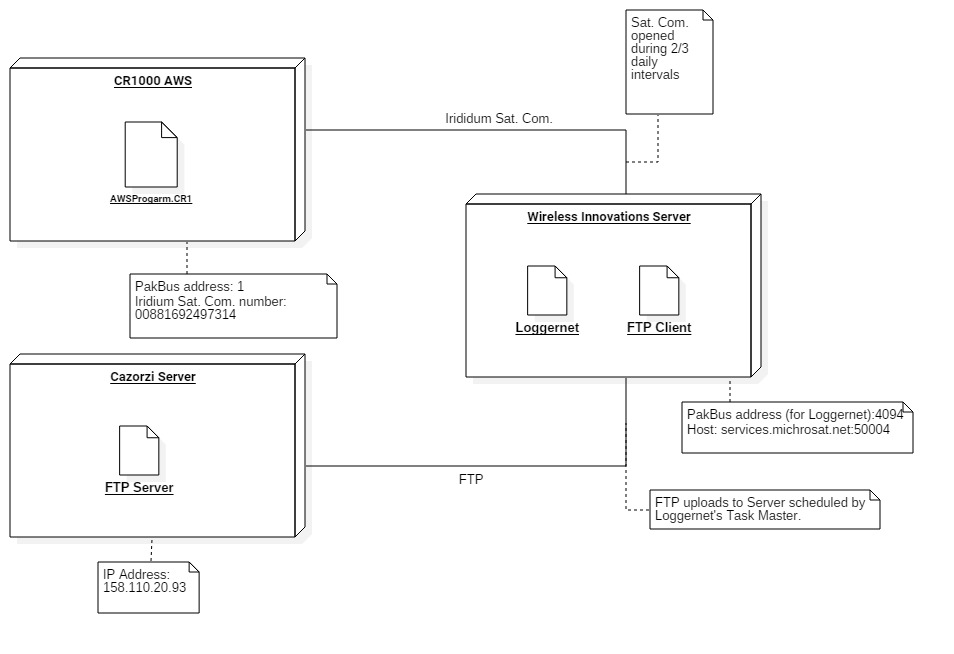 Sat. Com.
opened
during 2/3
daily
intervals
CR1000 AWS
AWSProgarm.CR1
Irididum Sat. Com.
Wireless Innovations Server
Loggernet
FTP Client
PakBus address: 1
Iridium Sat. Com. number:
00881692497314
Cazorzi Server
FTP Server
PakBus address (for Loggernet):4094
Host: services.michrosat.net:50004
FTP
FTP uploads to Server scheduled by
Loggernet's Task Master.
IP Address:
158.110.20.93